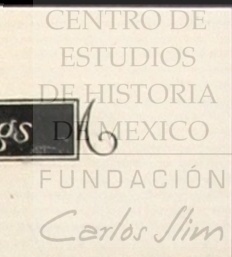 CENTRO DE
ESTUDIOS
DE HISTORIA
DE MEXICO
gs
FUNDACIÓN
Carlos Slim